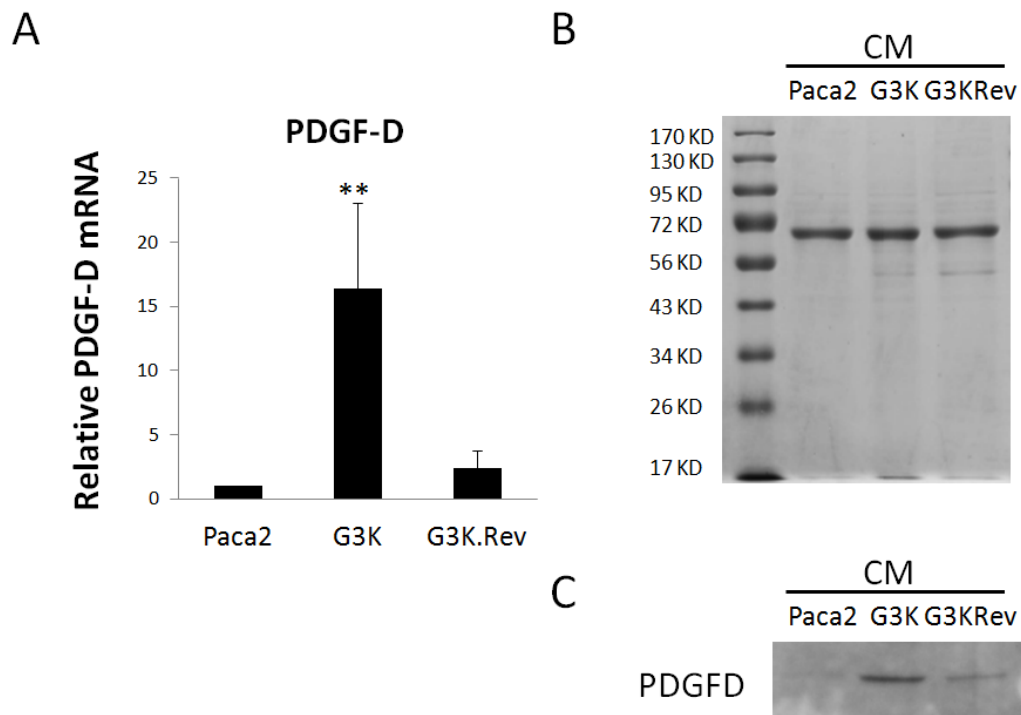 A
PDGF-D
Relative PDGF-D mRNA
25
20
15
10
5
0
**
Paca2 G3K G3K.Rev
B
CM
Paca2 G3K G3KRev
170 KD
130 KD
95 KD
72 KD
56 KD
43 KD
34 KD
26 KD
17 KD
C
CM
Paca2 G3K G3KRev
PDGFD